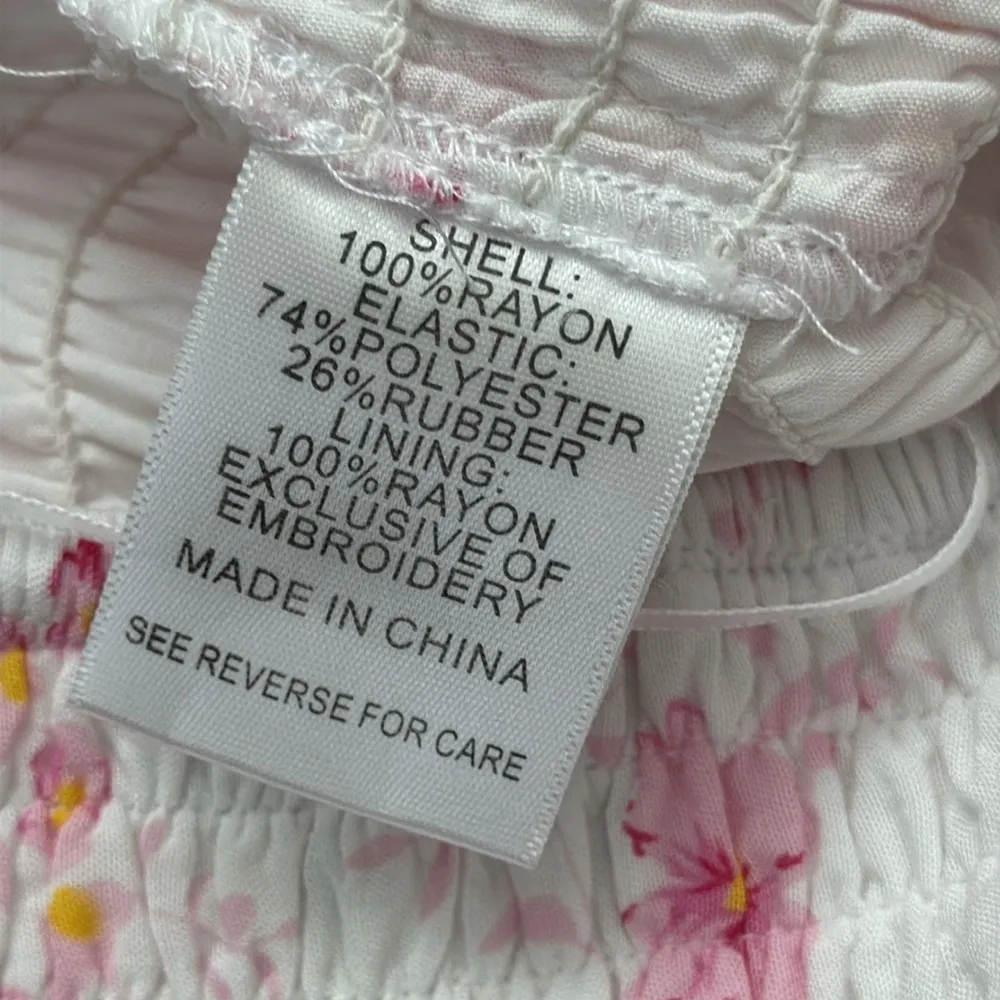 SHELL:
100%RAYON
ELASTIC:
74%POLYESTER
26%RUBBER
LINING:
100%RAYON
EXCLUSIVE OF
EMBROIDERY
MADE IN CHINA
SEE REVERSE FOR CARE